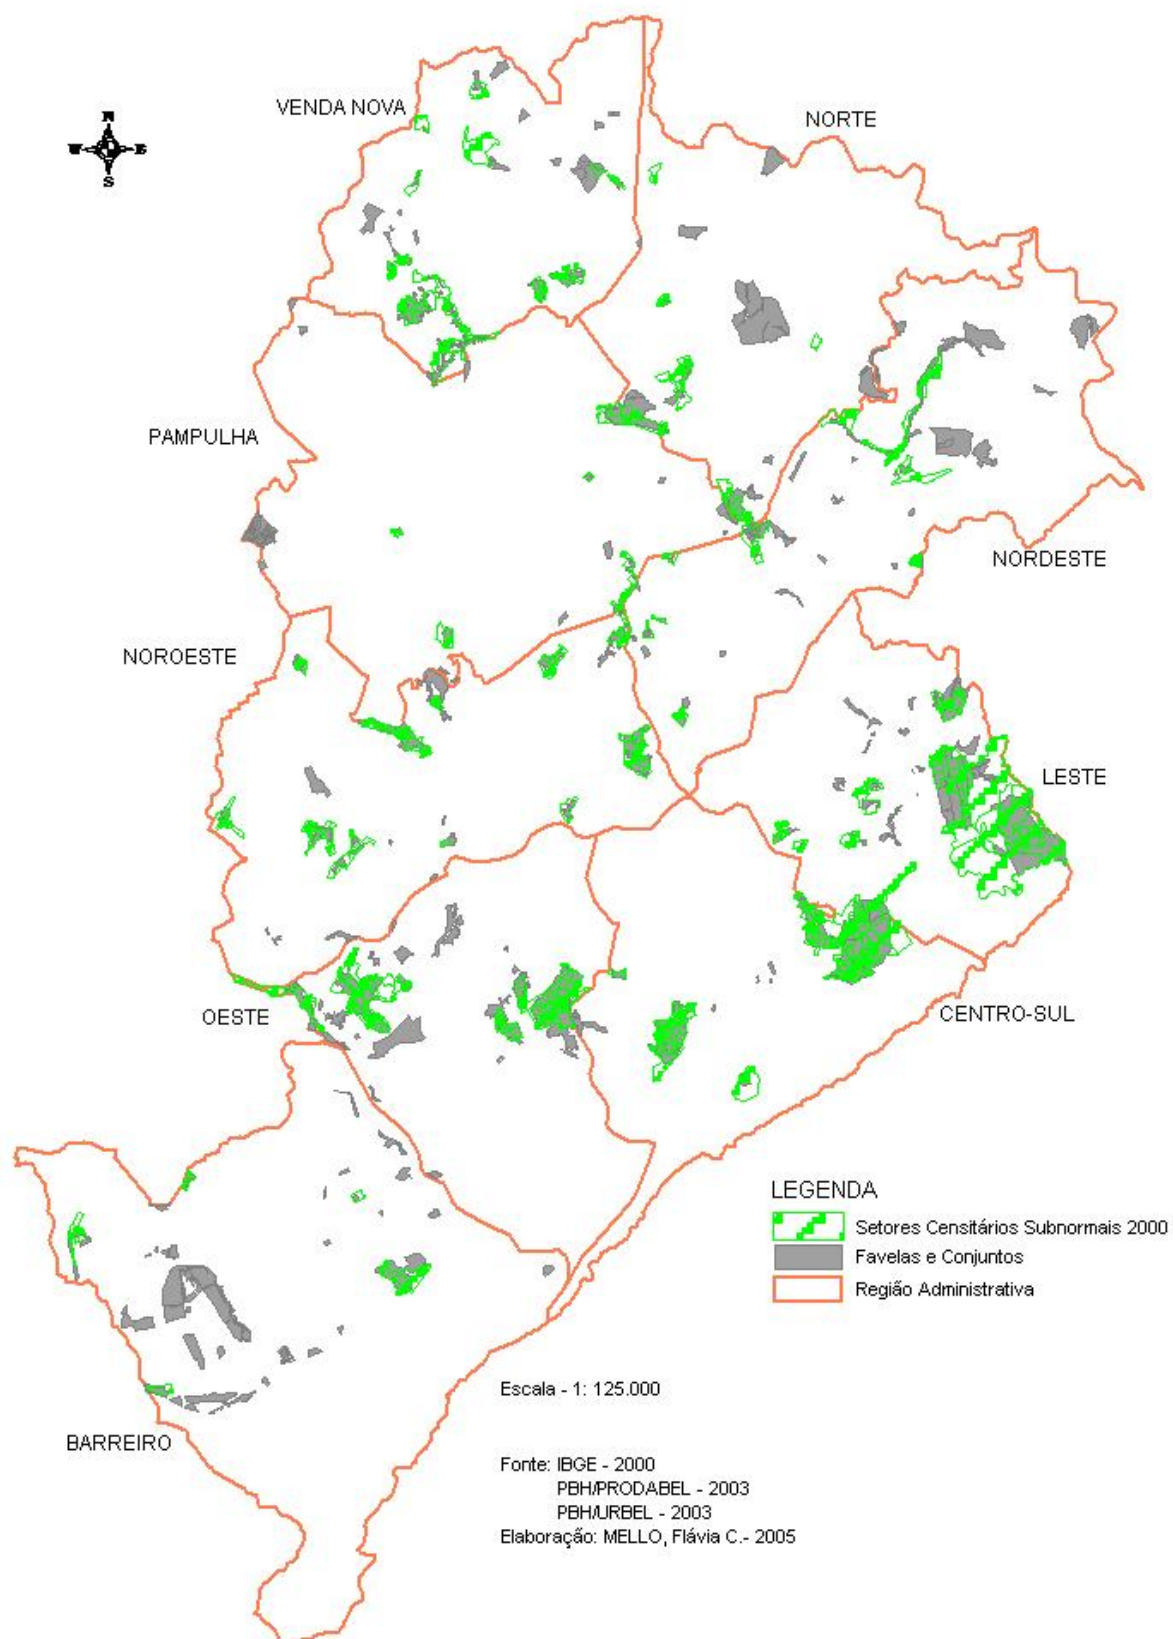 VENDA NOVA
NORTE
N
W E
S
PAMPULHA
NORDESTE
NOROESTE
LESTE
OESTE
CENTRO-SUL
LEGENDA
Setores Censitários Subnormais 2000
Favelas e Conjuntos
Região Administrativa
Escala - 1: 125.000
BARREIRO
Fonte: IBGE - 2000
PBH/PRODABEL - 2003
PBH/URBEL - 2003
Elaboração: MELLO, Flávia C.- 2005